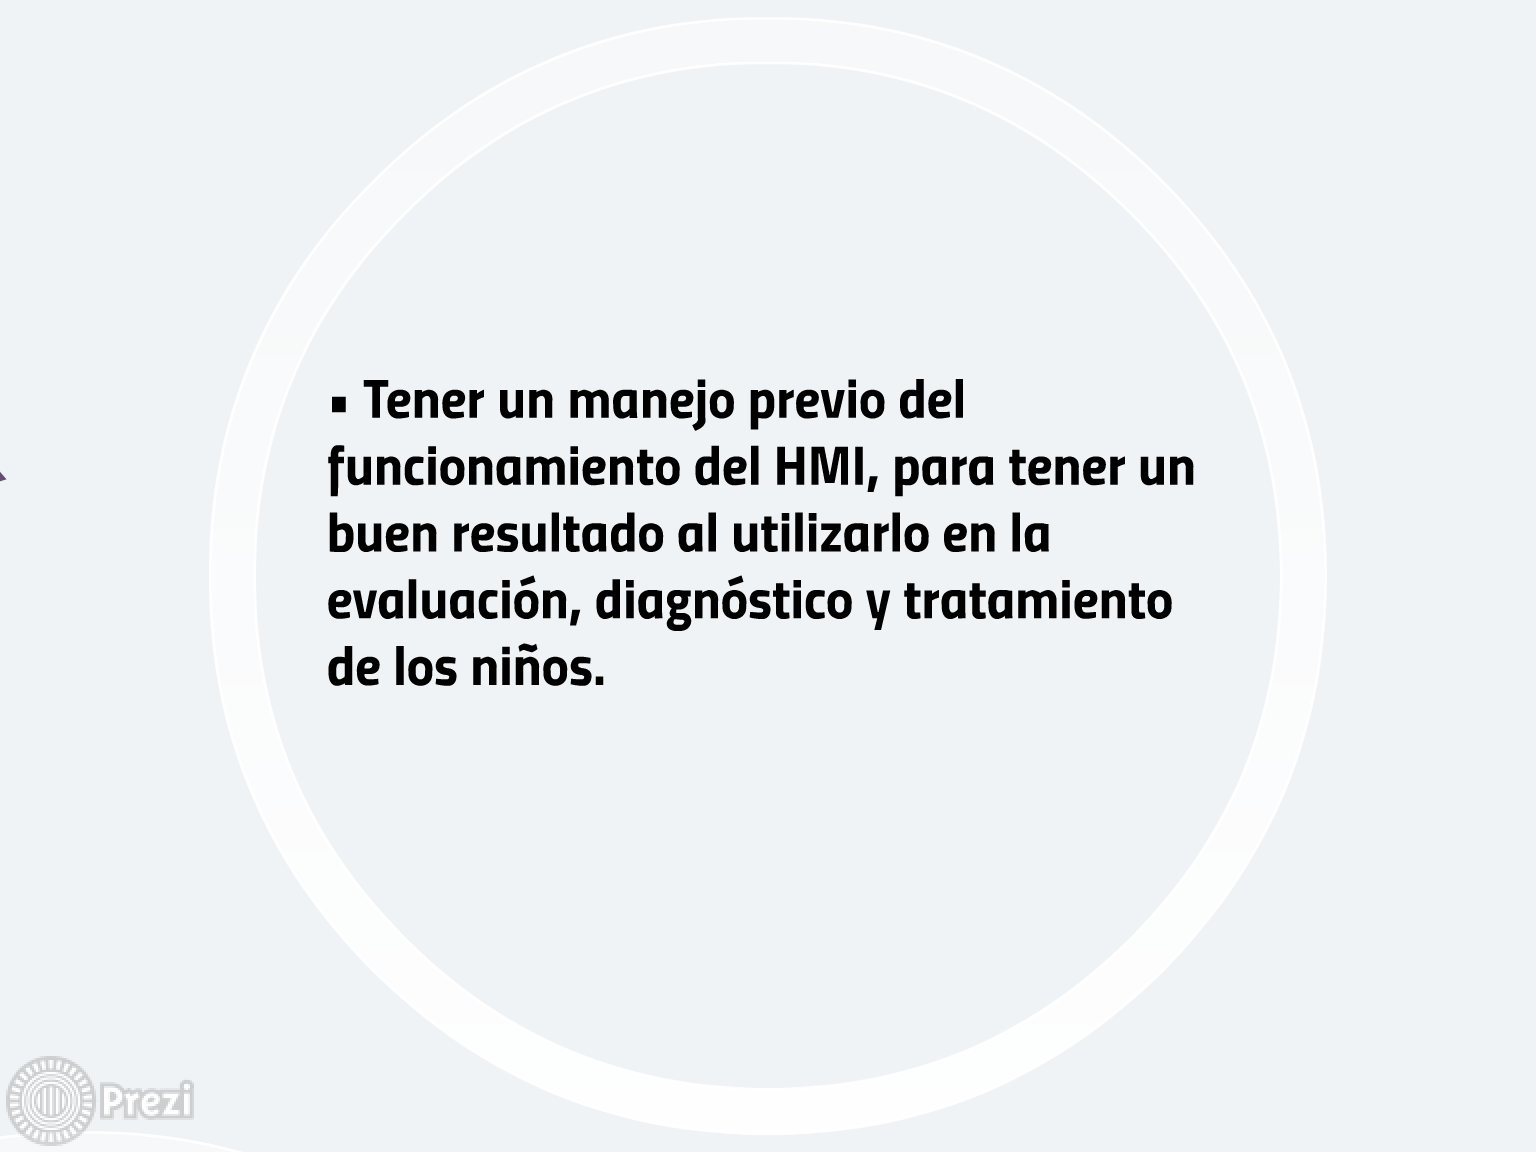 ▪ Tener un manejo previo del
funcionamiento del HMI, para tener un
buen resultado al utilizarlo en la
evaluación, diagnóstico y tratamiento
de los niños.
Prezi